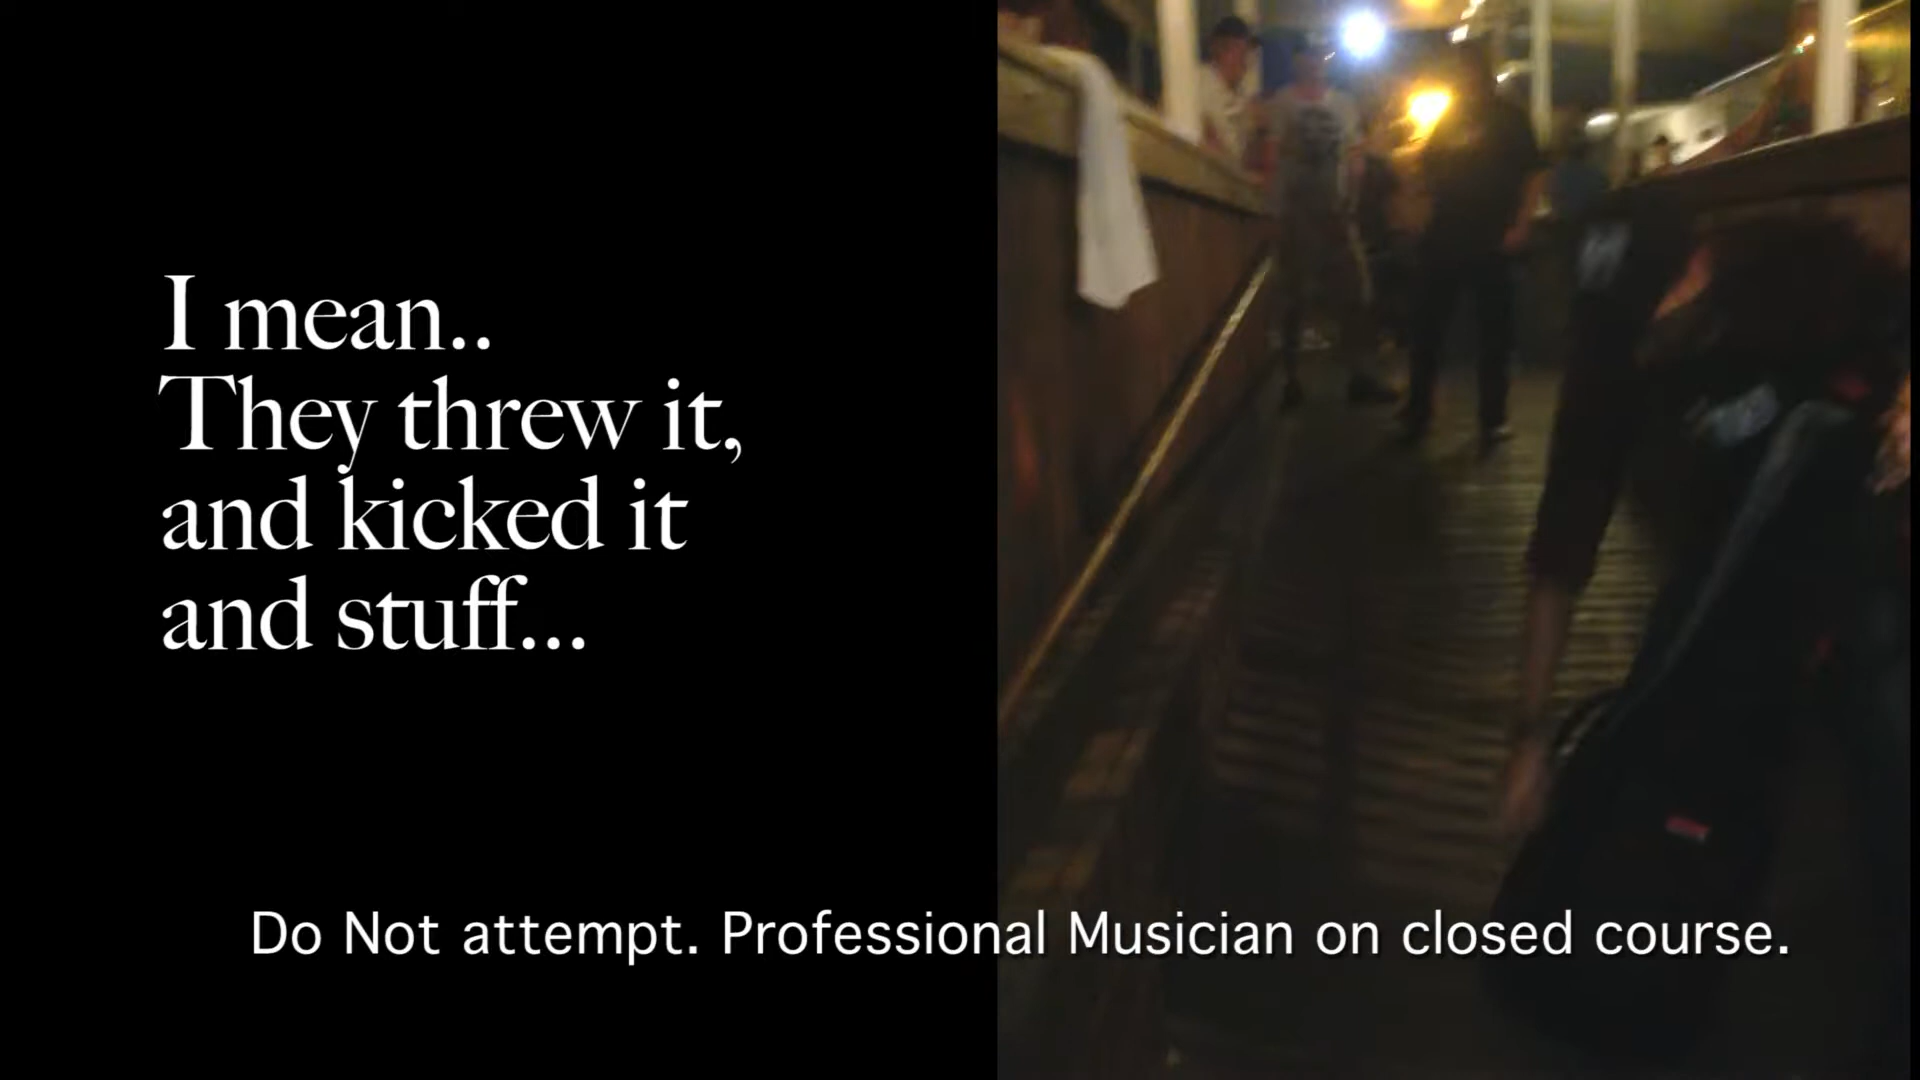 I mean..
They threw it,
and kicked it
and stuff...
Do Not attempt. Professional Musician on closed course.